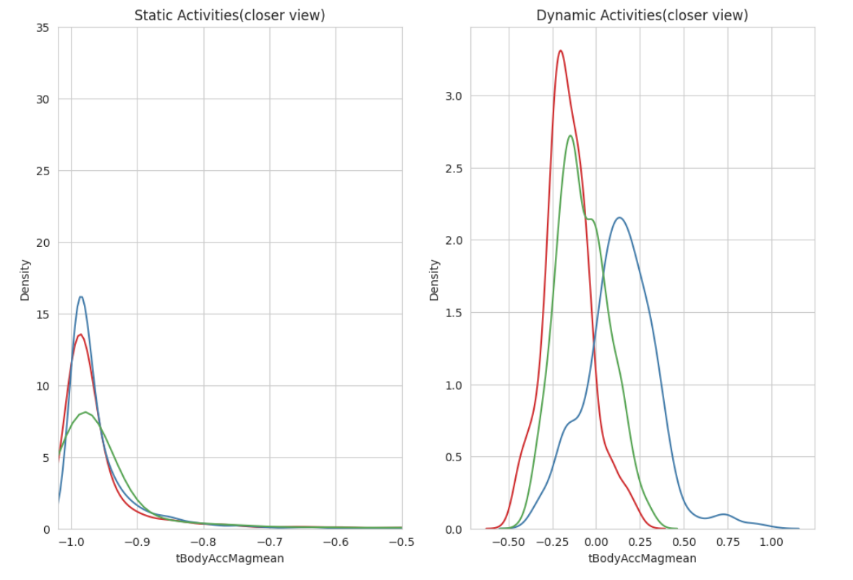 Static Activities(closer view)
35
30
25
20
15
10
5
0
Density
−1.0 −0.9 −0.8 −0.7 −0.6 −0.5
tBodyAccMagmean
Dynamic Activities(closer view)
3.0
2.5
2.0
1.5
1.0
0.5
0.0
Density
−0.50 −0.25 0.00 0.25 0.50 0.75 1.00
tBodyAccMagmean